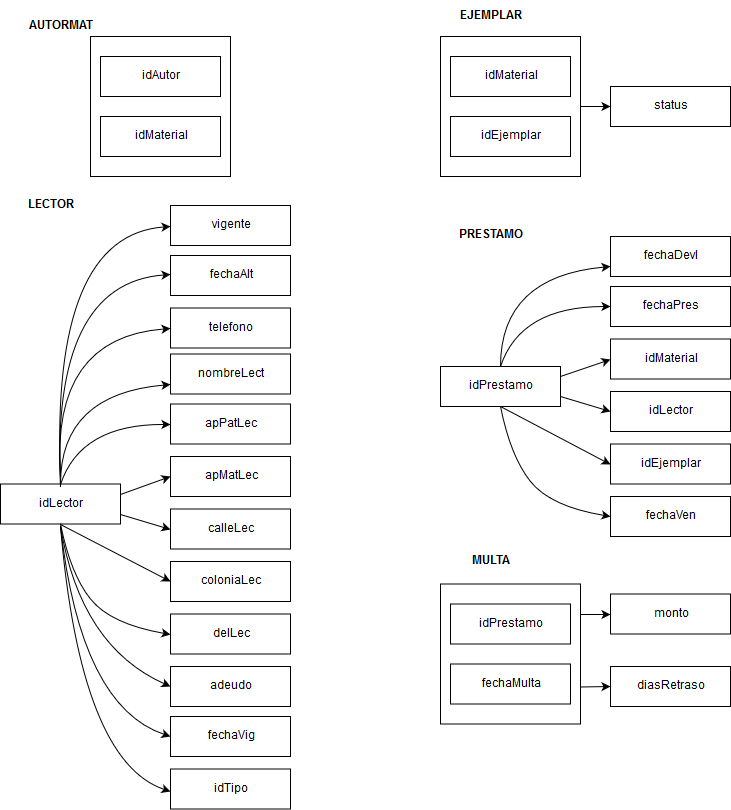 AUTORMAT
idAutor
idMaterial
EJEMPLAR
idMaterial
idEjemplar
status
LECTOR
idLector
vigente
fechaAlt
telefono
nombreLect
apPatLec
apMatLec
calleLec
coloniaLec
delLec
adeudo
fechaVig
idTipo
PRESTAMO
idPrestamo
fechaDevl
fechaPres
idMaterial
idLector
idEjemplar
fechaVen
MULTA
idPrestamo
fechaMulta
monto
diasRetraso